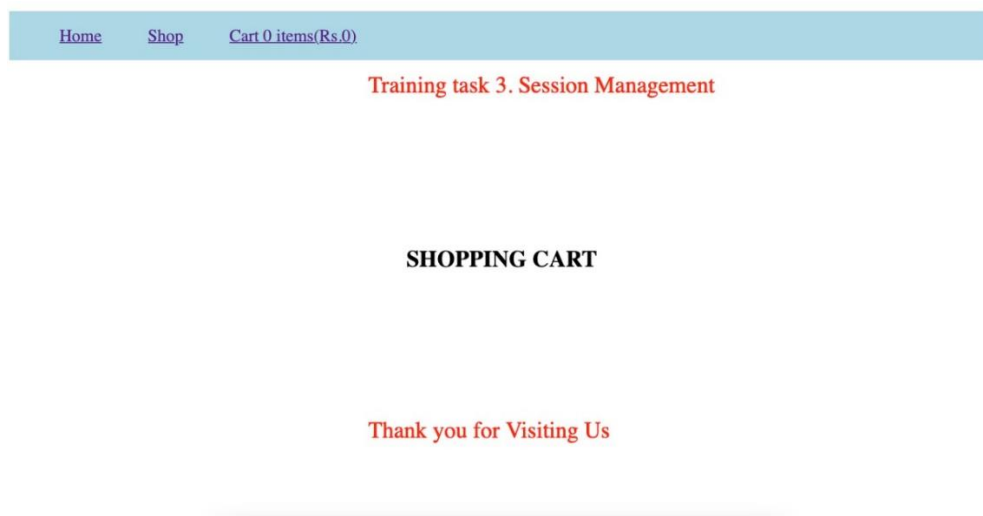 Home Shop Cart 0 items(Rs.0)
Training task 3. Session Management
SHOPPING CART
Thank you for Visiting Us